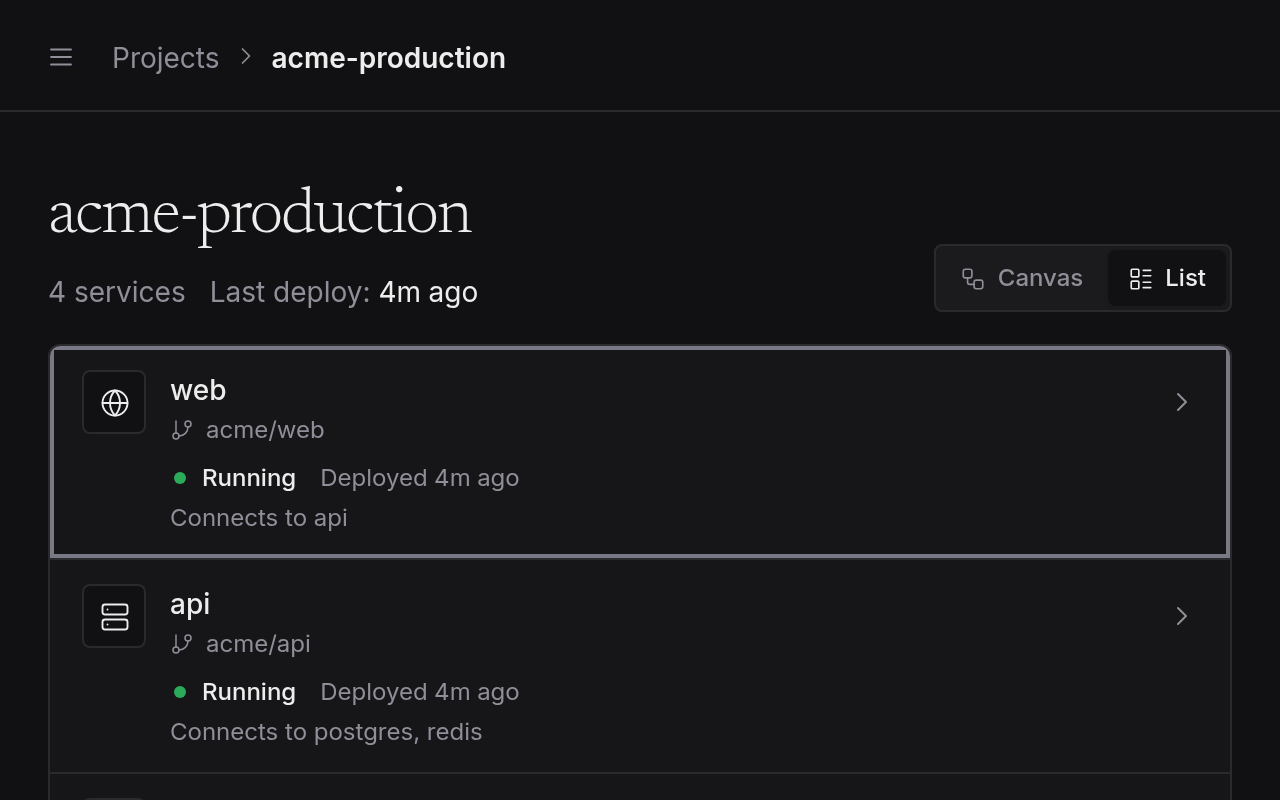 Projects acme-production
acme-production
4 services Last deploy: 4m ago
Canvas List
web
acme/web
Running Deployed 4m ago
Connects to api
api
acme/api
Running Deployed 4m ago
Connects to postgres, redis